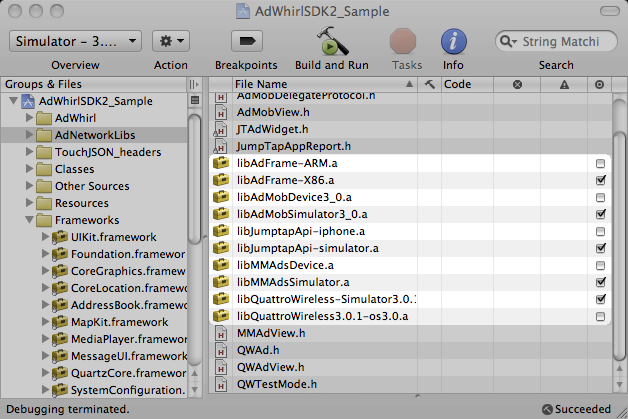 AdWhirlSDK2_Sample
Simulator – 3....
Overview
Action
Breakpoints
Build and Run
Tasks
Info
String Matchi
Search
Groups & Files
AdWhirlSDK2_Sample
AdWhirl
AdNetworkLibs
TouchJSON_headers
Classes
Other Sources
Resources
Frameworks
UIKit.framework
Foundation.framewor
CoreGraphics.framew
CoreLocation.framew
AddressBook.framew
MapKit.framework
MediaPlayer.framewo
MessageUI.framewor
QuartzCore.framewo
SystemConfiguration.
File Name
Code
AdMobDelegateProtocol.h
AdMobView.h
JTAdWidget.h
JumpTapAppReport.h
libAdFrame-ARM.a
libAdFrame-X86.a
libAdMobDevice3_0.a
libAdMobSimulator3_0.a
libJumptapApi-iphone.a
libJumptapApi-simulator.a
libMMAdsDevice.a
libMMAdsSimulator.a
libQuattroWireless-Simulator3.0.1
libQuattroWireless3.0.1-os3.0.a
MMAdView.h
QWAd.h
QWAdView.h
QWTestMode.h
Debugging terminated.
Succeeded